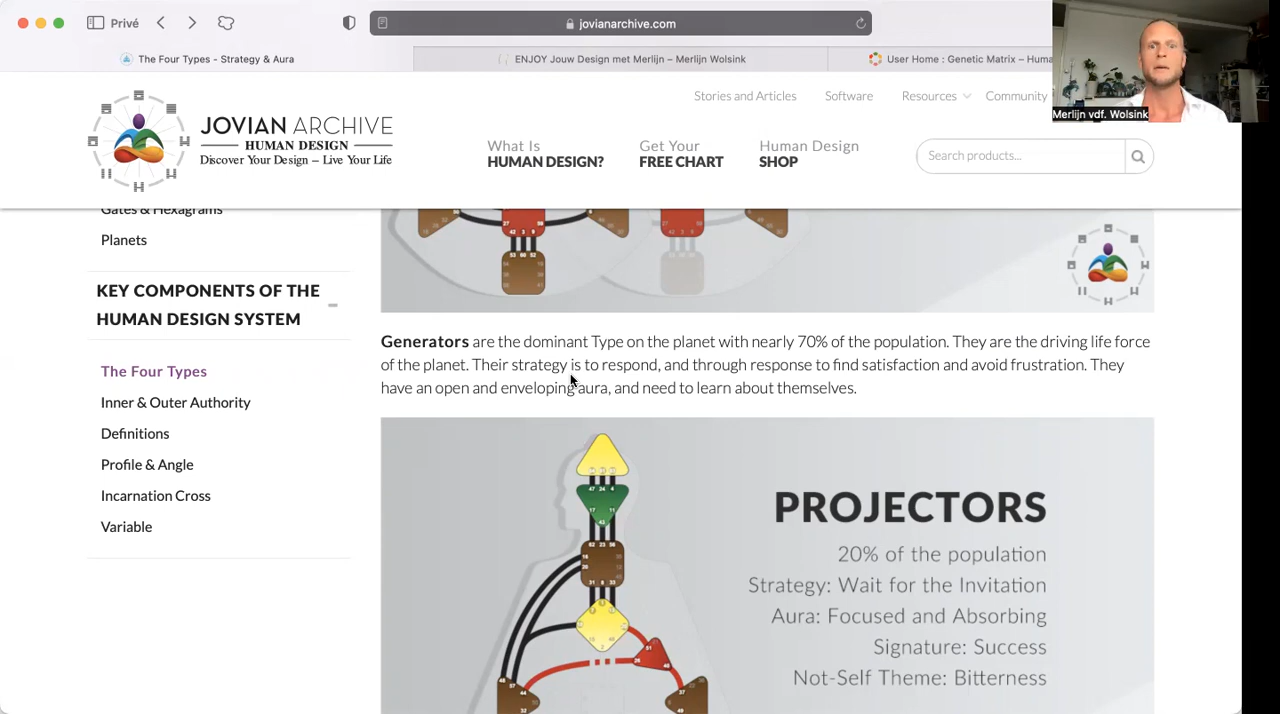 Privé
jovianarchive.com
The Four Types - Strategy & Aura
ENJOY Jouw Design met Merlijn – Merlijn Wolsink
User Home : Genetic Matrix – Huma
Merlijn vdf. Wolsink
Stories and Articles
Software
Resources
Community
JOVIAN ARCHIVE
HUMAN DESIGN
Discover Your Design – Live Your Life
What Is
HUMAN DESIGN?
Get Your
FREE CHART
Human Design
SHOP
Search products...
Gates & Hexagrams
Planets
KEY COMPONENTS OF THE
HUMAN DESIGN SYSTEM
The Four Types
Inner & Outer Authority
Definitions
Profile & Angle
Incarnation Cross
Variable
Generators are the dominant Type on the planet with nearly 70% of the population. They are the driving life force
of the planet. Their strategy is to respond, and through response to find satisfaction and avoid frustration. They
have an open and enveloping aura, and need to learn about themselves.
PROJECTORS
20% of the population
Strategy: Wait for the Invitation
Aura: Focused and Absorbing
Signature: Success
Not-Self Theme: Bitterness